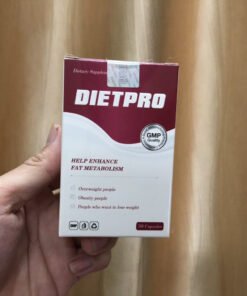 Dietary Supplement
DIETPRO
GMP
Quality
HELP ENHANCE
FAT METABOLISM
Overweight people
Obesity people
People who want to lose weight
Capsules